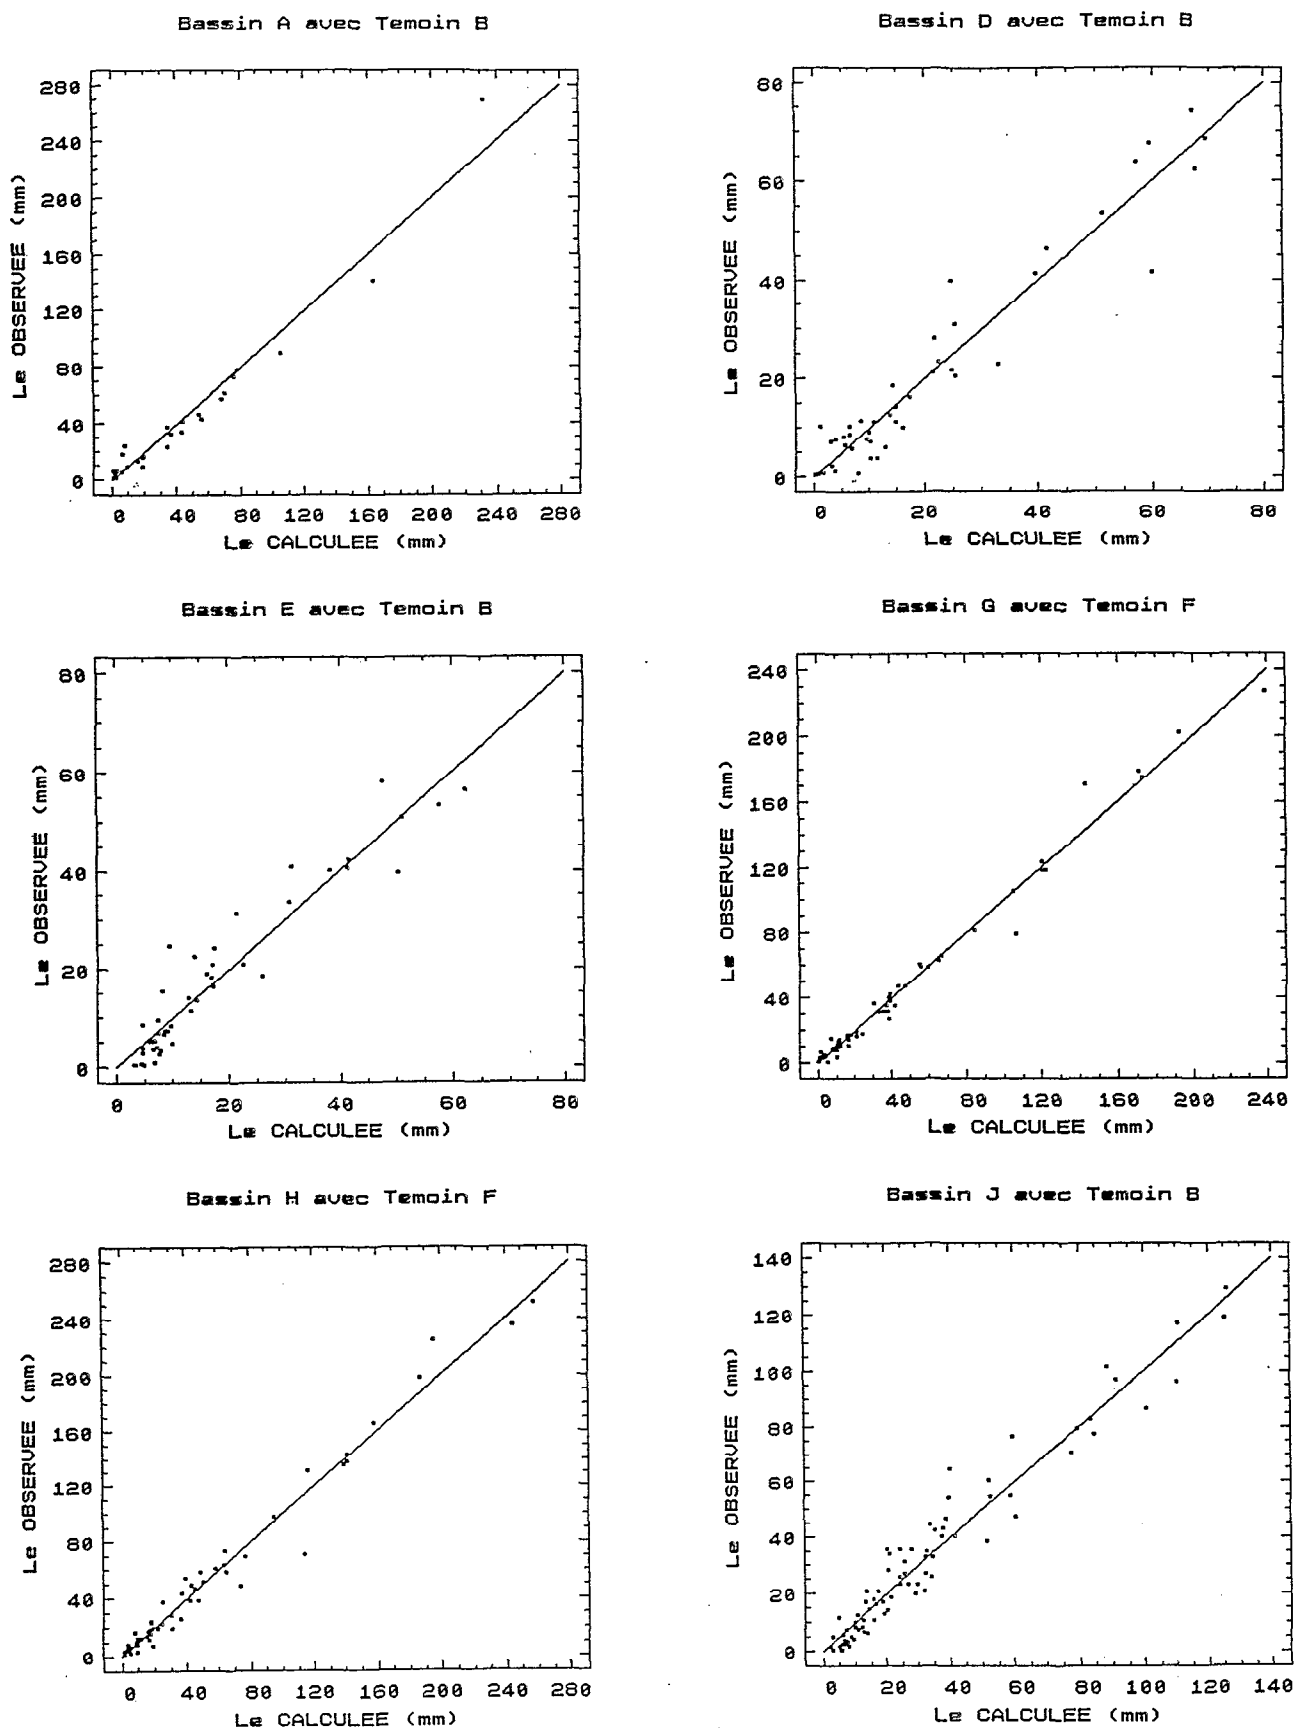 Bassin A avec Temoin B
Le OBSERVEE (mm)
280
240
200
160
120
80
40
0
0 40 80 120 160 200 240 280
Le CALCULEE (mm)
Bassin D avec Temoin B
Le OBSERVEE (mm)
80
60
40
20
0
0 20 40 60 80
Le CALCULEE (mm)
Bassin E avec Temoin B
Le OBSERVEE (mm)
80
60
40
20
0
0 20 40 60 80
Le CALCULEE (mm)
Bassin G avec Temoin F
Le OBSERVEE (mm)
240
200
160
120
80
40
0
0 40 80 120 160 200 240
Le CALCULEE (mm)
Bassin H avec Temoin F
Le OBSERVEE (mm)
280
240
200
160
120
80
40
0
0 40 80 120 160 200 240 280
Le CALCULEE (mm)
Bassin J avec Temoin B
Le OBSERVEE (mm)
140
120
100
80
60
40
20
0
0 20 40 60 80 100 120 140
Le CALCULEE (mm)